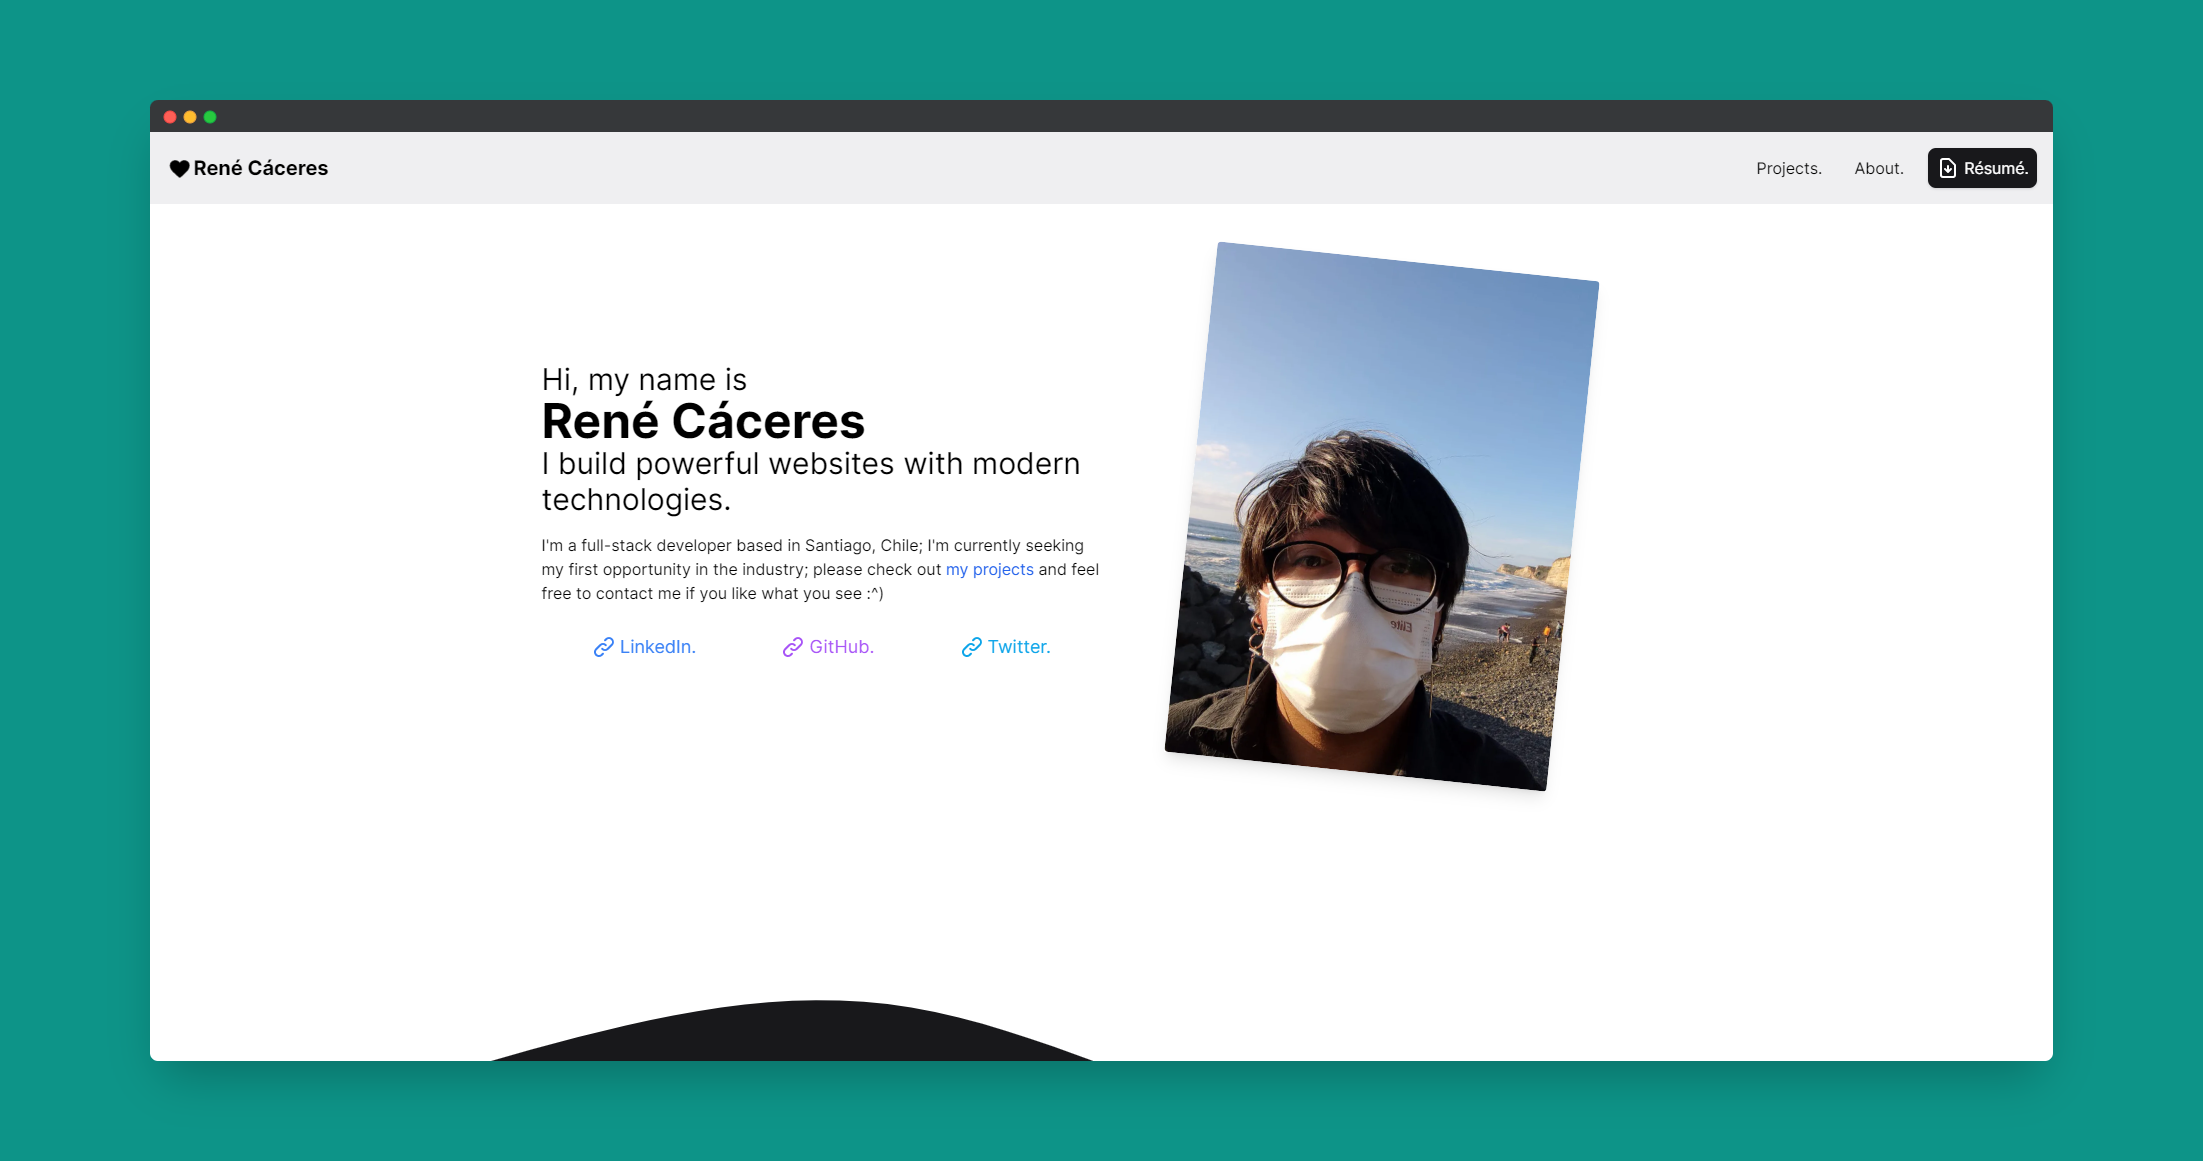 René Cáceres
Projects. About. Résumé.
Hi, my name is
René Cáceres
I build powerful websites with modern
technologies.
I'm a full-stack developer based in Santiago, Chile; I'm currently seeking
my first opportunity in the industry; please check out my projects and feel
free to contact me if you like what you see :^)
LinkedIn. GitHub. Twitter.
Elite